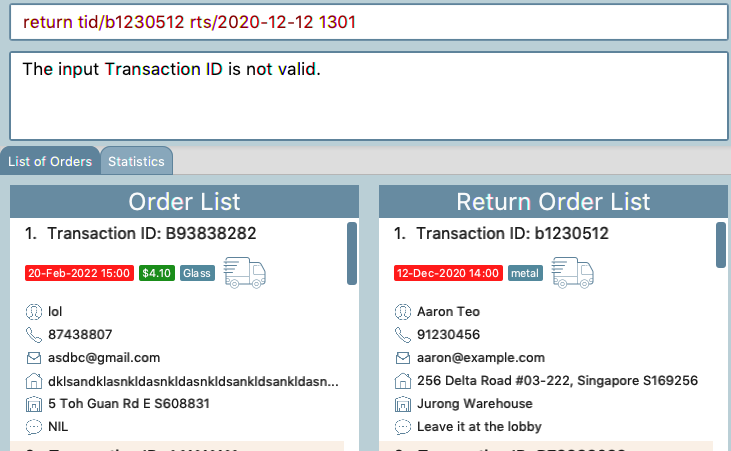 return tid/b1230512 rts/2020-12-12 1301
The input Transaction ID is not valid.
List of Orders
Statistics
Order List
1. Transaction ID: B93838282
20-Feb-2022 15:00 $4.10 Glass
lol
87438807
asdbc@gmail.com
dklsandklasnkldasnkldasnkldsankldsankldasn...
5 Toh Guan Rd E S608831
NIL
Return Order List
1. Transaction ID: b1230512
12-Dec-2020 14:00 metal
Aaron Teo
91230456
aaron@example.com
256 Delta Road #03-222, Singapore S169256
Jurong Warehouse
Leave it at the lobby